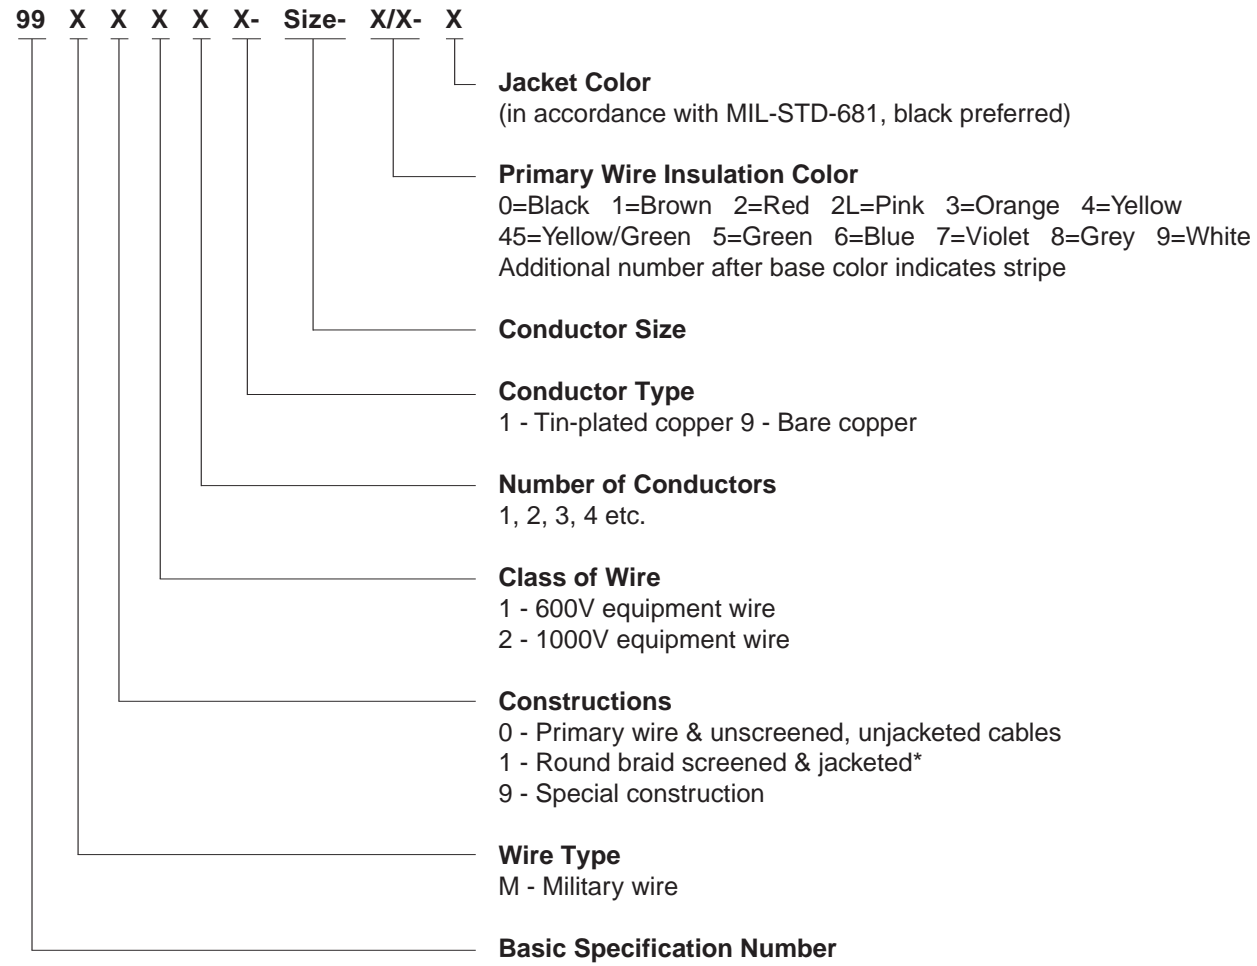 99 X X X X X- Size- X/X- X
Jacket Color
(in accordance with MIL-STD-681, black preferred)
Primary Wire Insulation Color
0=Black 1=Brown 2=Red 2L=Pink 3=Orange 4=Yellow
45=Yellow/Green 5=Green 6=Blue 7=Violet 8=Grey 9=White
Additional number after base color indicates stripe
Conductor Size
Conductor Type
1 - Tin-plated copper 9 - Bare copper
Number of Conductors
1, 2, 3, 4 etc.
Class of Wire
1 - 600V equipment wire
2 - 1000V equipment wire
Constructions
0 - Primary wire & unscreened, unjacketed cables
1 - Round braid screened & jacketed*
9 - Special construction
Wire Type
M - Military wire
Basic Specification Number